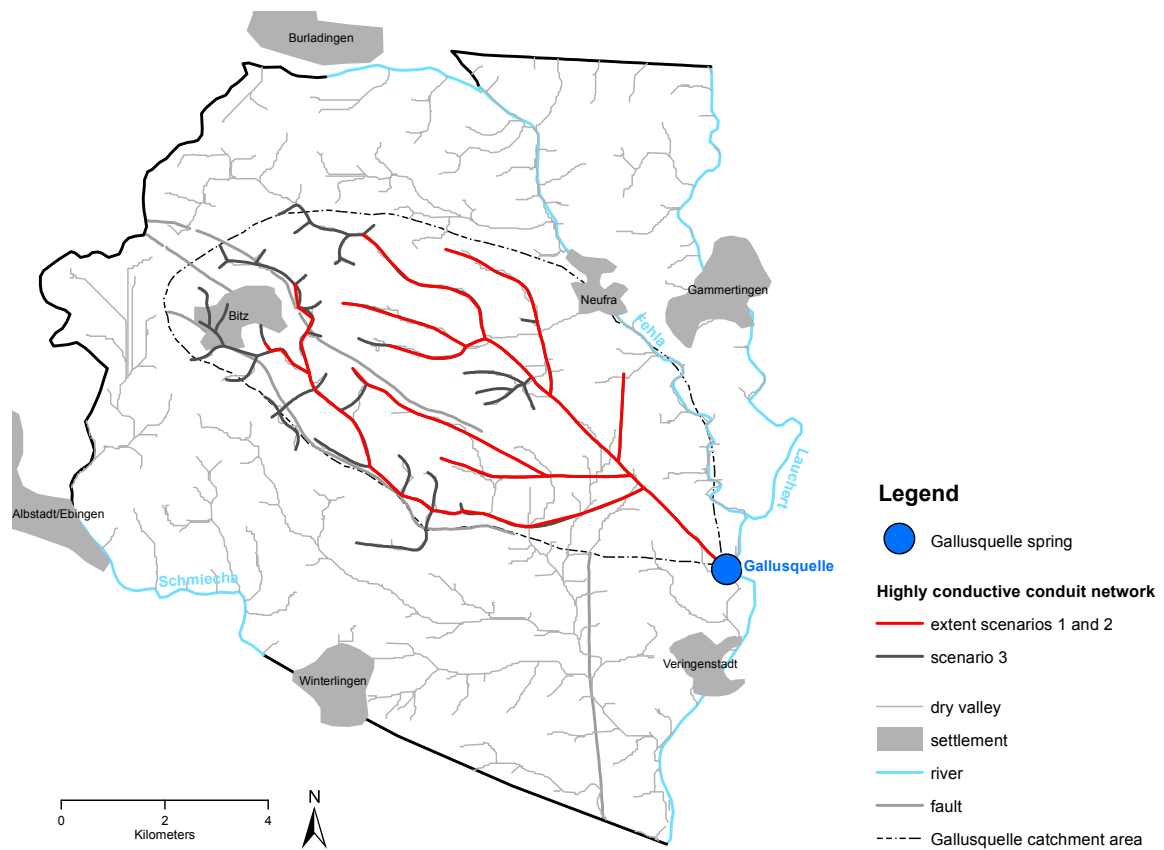 Burladingen
Neufra
Gammertingen
Bitz
Fehla
Lauchert
Albstadt/Ebingen
Schmiecha
Gallusquelle
Winterlingen
Veringenstadt
0 2 4
Kilometers
N
Legend
Gallusquelle spring
Highly conductive conduit network
extent scenarios 1 and 2
scenario 3
dry valley
settlement
river
fault
Gallusquelle catchment area